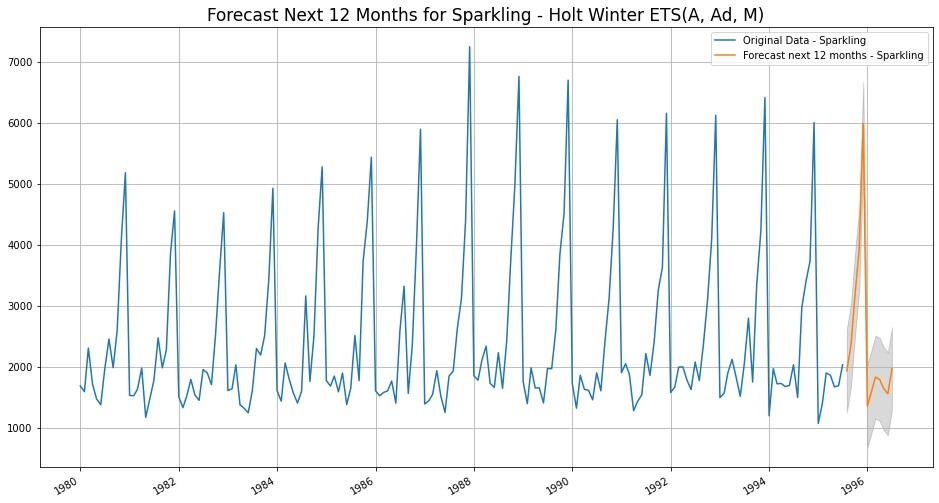 Forecast Next 12 Months for Sparkling - Holt Winter ETS(A, Ad, M)
Original Data - Sparkling
Forecast next 12 months - Sparkling
7000
6000
5000
4000
3000
2000
1000
1980 1982 1984 1986 1988 1990 1992 1994 1996